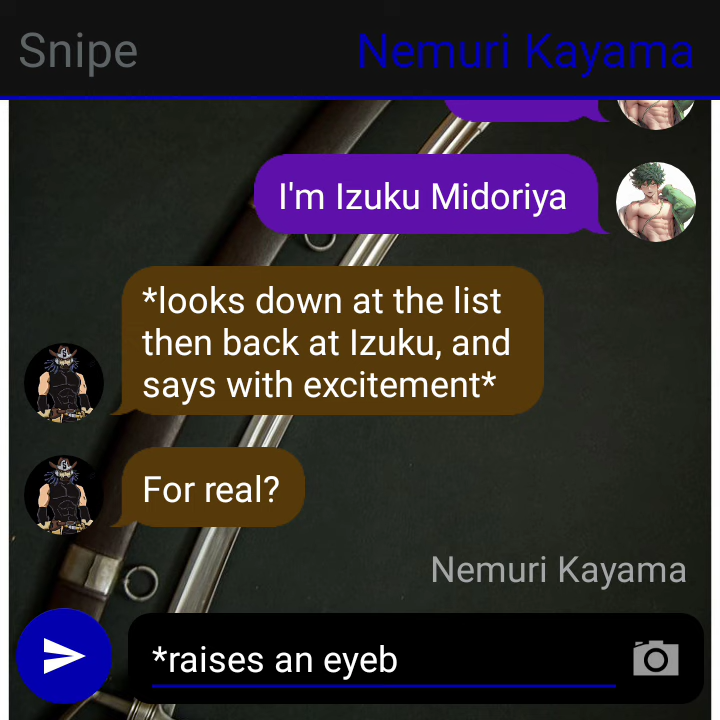 Snipe
Nemuri Kayama
I'm Izuku Midoriya
*looks down at the list
then back at Izuku, and
says with excitement*
For real?
Nemuri Kayama
*raises an eyeb